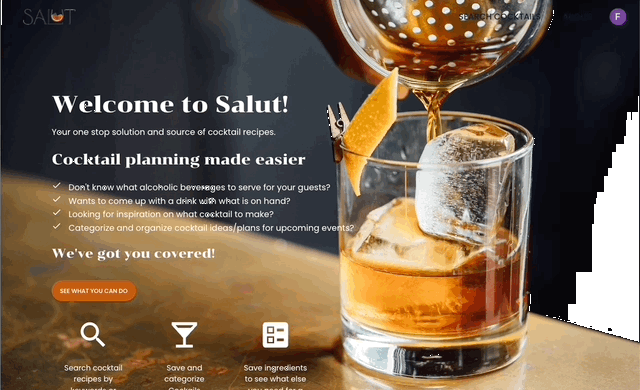 SALUT
SEARCH COCKTAILS
F
Welcome to Salut!
Your one stop solution and source of cocktail recipes.
Cocktail planning made easier
Don't know what alcoholic beverages to serve for your guests?
Wants to come up with a drink with what is on hand?
Looking for inspiration on what cocktail to make?
Categorize and organize cocktail ideas/plans for upcoming events?
We've got you covered!
SEE WHAT YOU CAN DO
Search cocktail
recipes by
Save and
categorize
Save ingredients
to see what else